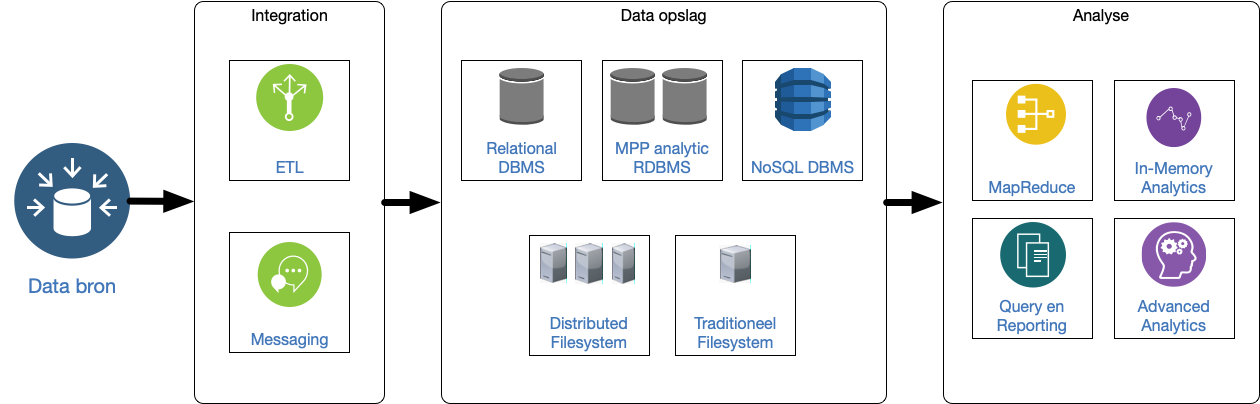 Integration
Data opslag
Analyse
Data bron
ETL
Messaging
Relational
DBMS
MPP analytic
RDBMS
NoSQL DBMS
Distributed
Filesystem
Traditioneel
Filesystem
MapReduce
In-Memory
Analytics
Query en
Reporting
Advanced
Analytics